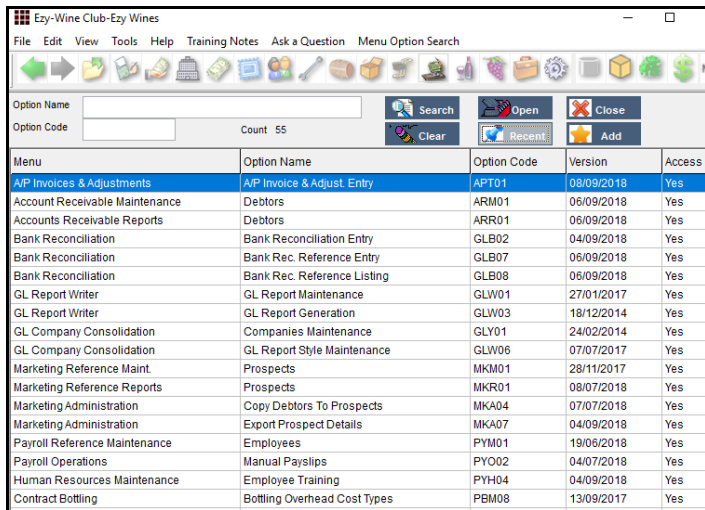 Ezy-Wine Club-Ezy Wines
File Edit View Tools Help Training Notes Ask a Question Menu Option Search
Option Name Search Open Close
Option Code Count 55 Clear Recent Add
Menu Option Name Option Code Version Access
A/P Invoices & Adjustments A/P Invoice & Adjust. Entry APT01 08/09/2018 Yes
Account Receivable Maintenance Debtors ARM01 06/09/2018 Yes
Accounts Receivable Reports Debtors ARR01 06/09/2018 Yes
Bank Reconciliation Bank Reconciliation Entry GLB02 04/09/2018 Yes
Bank Reconciliation Bank Rec. Reference Entry GLB07 06/09/2018 Yes
Bank Reconciliation Bank Rec. Reference Listing GLB08 06/09/2018 Yes
GL Report Writer GL Report Maintenance GLW01 27/01/2017 Yes
GL Report Writer GL Report Generation GLW03 18/12/2014 Yes
GL Company Consolidation Companies Maintenance GLY01 24/02/2014 Yes
GL Company Consolidation GL Report Style Maintenance GLW06 07/07/2017 Yes
Marketing Reference Maint. Prospects MKM01 28/11/2017 Yes
Marketing Reference Reports Prospects MKR01 08/07/2018 Yes
Marketing Administration Copy Debtors To Prospects MKA04 07/07/2018 Yes
Marketing Administration Export Prospect Details MKA07 04/09/2018 Yes
Payroll Reference Maintenance Employees PYM01 19/06/2018 Yes
Payroll Operations Manual Payslips PYO02 04/07/2018 Yes
Human Resources Maintenance Employee Training PYH04 04/09/2018 Yes
Contract Bottling Bottling Overhead Cost Types PBM08 13/09/2017 Yes